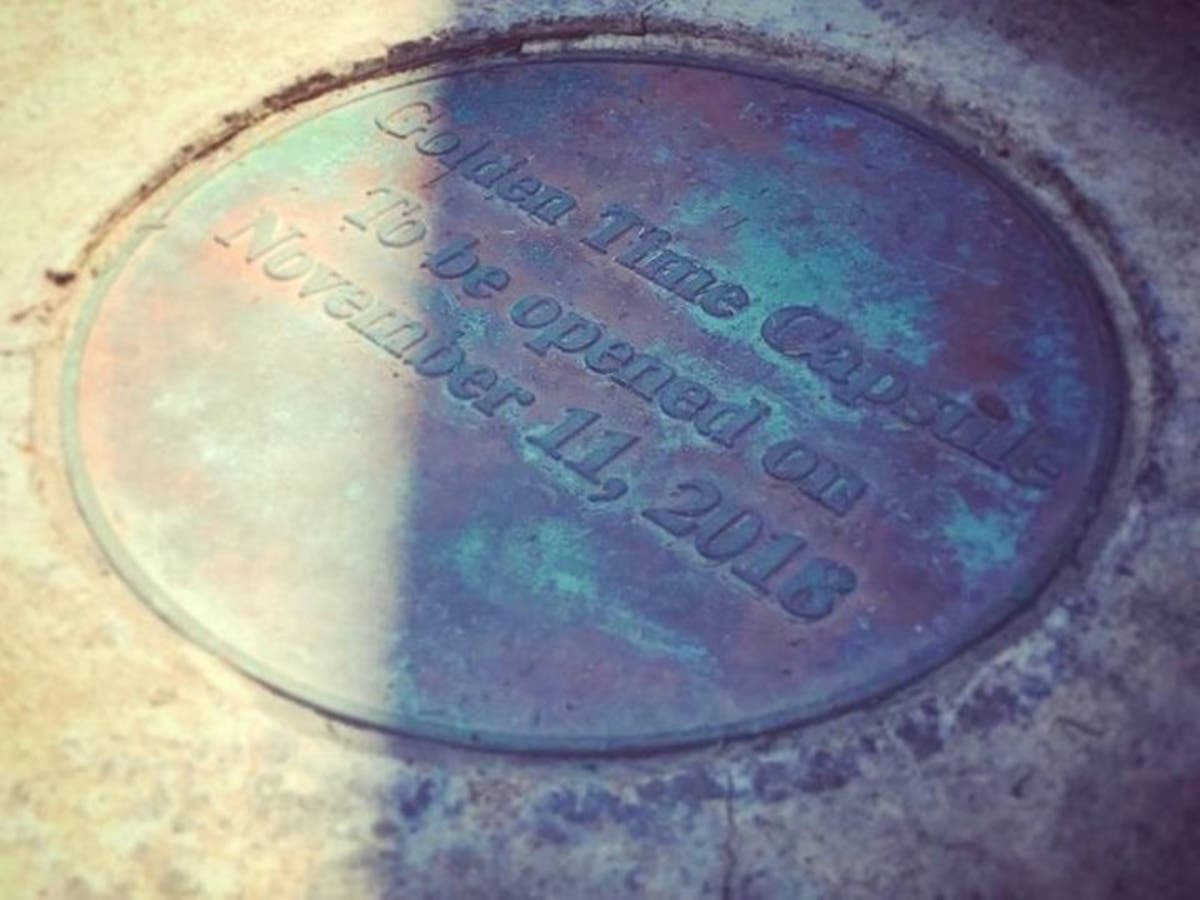 Golden Time Capsule
To be opened on
November 11, 2018